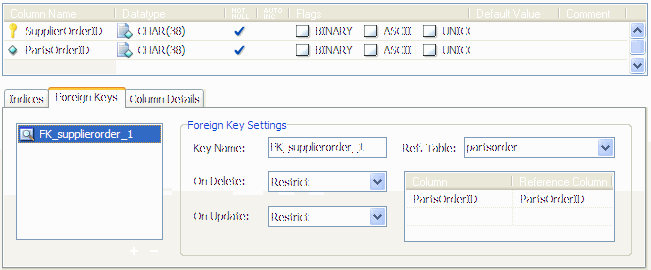 Column Name Datatype NOT NULL AUTO INC Flags Default Value Comment
SupplierOrderID CHAR(38) BINARY ASCII UNICO
PartsOrderID CHAR(38) BINARY ASCII UNICO
Indices Foreign Keys Column Details
FK_supplierorder_1
Foreign Key Settings
Key Name: FK_supplierorder_1 Ref. Table: partsorder
On Delete: Restrict
Column Reference Column
PartsOrderID PartsOrderID
On Update: Restrict